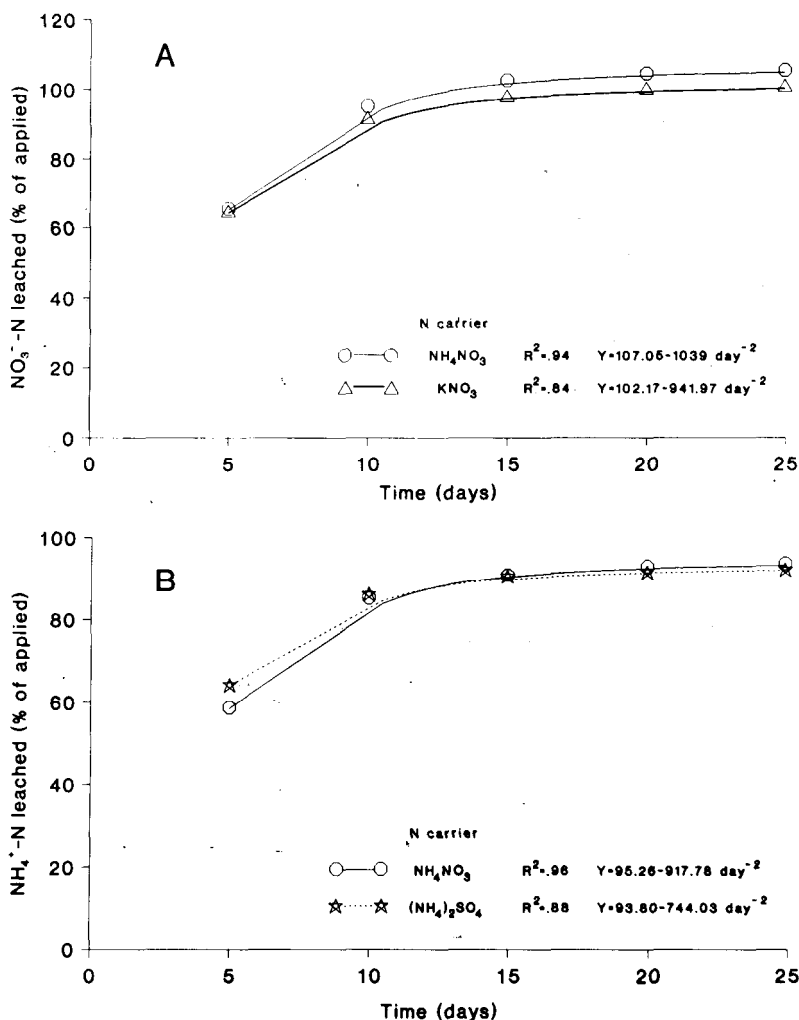 A
NO₃⁻-N leached (% of applied)
120
100
80
60
40
20
0
N carrier
NH₄NO₃ R²=.94 Y=107.05-1039 day⁻²
KNO₃ R²=.84 Y=102.17-941.97 day⁻²
0 5 10 15 20 25
Time (days)
B
NH₄⁺-N leached (% of applied)
100
80
60
40
20
0
N carrier
NH₄NO₃ R²=.96 Y=95.26-917.78 day⁻²
(NH₄)₂SO₄ R²=.88 Y=93.80-744.03 day⁻²
0 5 10 15 20 25
Time (days)